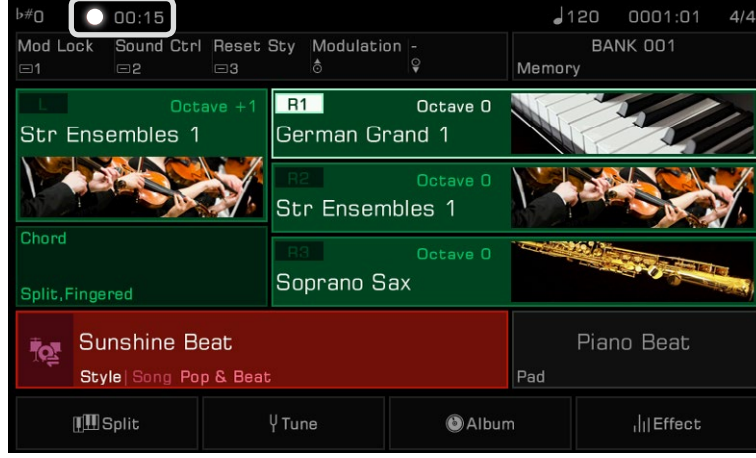 ♭#0 00:15 ♩120 0001:01 4/4
Mod Lock Sound Ctrl Reset Sty Modulation -
1 2 3
BANK 001
Memory
L Octave +1
Str Ensembles 1
R1 Octave 0
German Grand 1
R2 Octave 0
Str Ensembles 1
Chord
Split,Fingered
R3 Octave 0
Soprano Sax
Sunshine Beat
Style| Song Pop & Beat
Piano Beat
Pad
Split Tune Album Effect